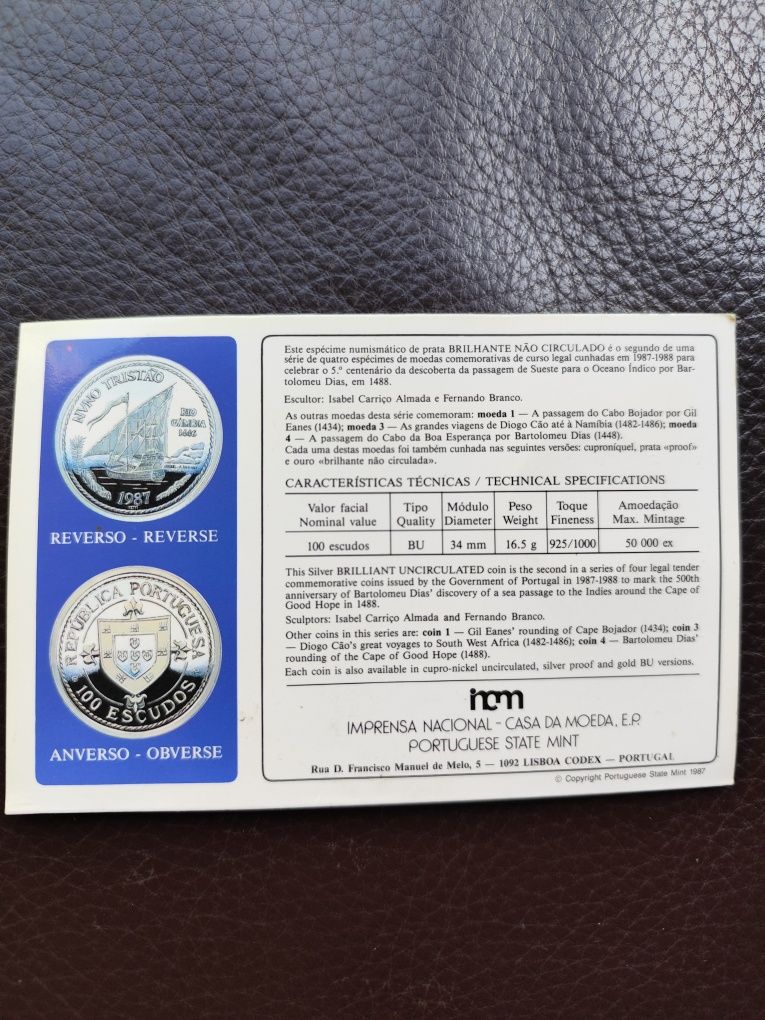 NVNO TRISTÃO
RIO
GÂMBIA
1446
1987
REVERSO - REVERSE
REPÚBLICA PORTUGUESA
100 ESCUDOS
ANVERSO - OBVERSE
Este espécime numismático de prata BRILHANTE NÃO CIRCULADO é o segundo de uma
série de quatro espécimes de moedas comemorativas de curso legal cunhadas em 1987-1988 para
celebrar o 5.º centenário da descoberta da passagem de Sueste para o Oceano Índico por Bar-
tolomeu Dias, em 1488.
Escultor: Isabel Carriço Almada e Fernando Branco.
As outras moedas desta série comemoram: moeda 1 — A passagem do Cabo Bojador por Gil
Eanes (1434); moeda 3 — As grandes viagens de Diogo Cão até à Namíbia (1482-1486); moeda
4 — A passagem do Cabo da Boa Esperança por Bartolomeu Dias (1448).
Cada uma destas moedas foi também cunhada nas seguintes versões: cuproníquel, prata «proof»
e ouro «brilhante não circulada».
CARACTERÍSTICAS TÉCNICAS / TECHNICAL SPECIFICATIONS
Valor facial Tipo Módulo Peso Toque Amoedação
Nominal value Quality Diameter Weight Fineness Max. Mintage
100 escudos BU 34 mm 16.5 g 925/1000 50 000 ex
This Silver BRILLIANT UNCIRCULATED coin is the second in a series of four legal tender
commemorative coins issued by the Government of Portugal in 1987-1988 to mark the 500th
anniversary of Bartolomeu Dias' discovery of a sea passage to the Indies around the Cape of
Good Hope in 1488.
Sculptors: Isabel Carriço Almada and Fernando Branco.
Other coins in this series are: coin 1 — Gil Eanes' rounding of Cape Bojador (1434); coin 3
— Diogo Cão's great voyages to South West Africa (1482-1486); coin 4 — Bartolomeu Dias'
rounding of the Cape of Good Hope (1488).
Each coin is also available in cupro-nickel uncirculated, silver proof and gold BU versions.
incm
IMPRENSA NACIONAL - CASA DA MOEDA, E.P.
PORTUGUESE STATE MINT
Rua D. Francisco Manuel de Melo, 5 — 1092 LISBOA CODEX — PORTUGAL
© Copyright Portuguese State Mint 1987